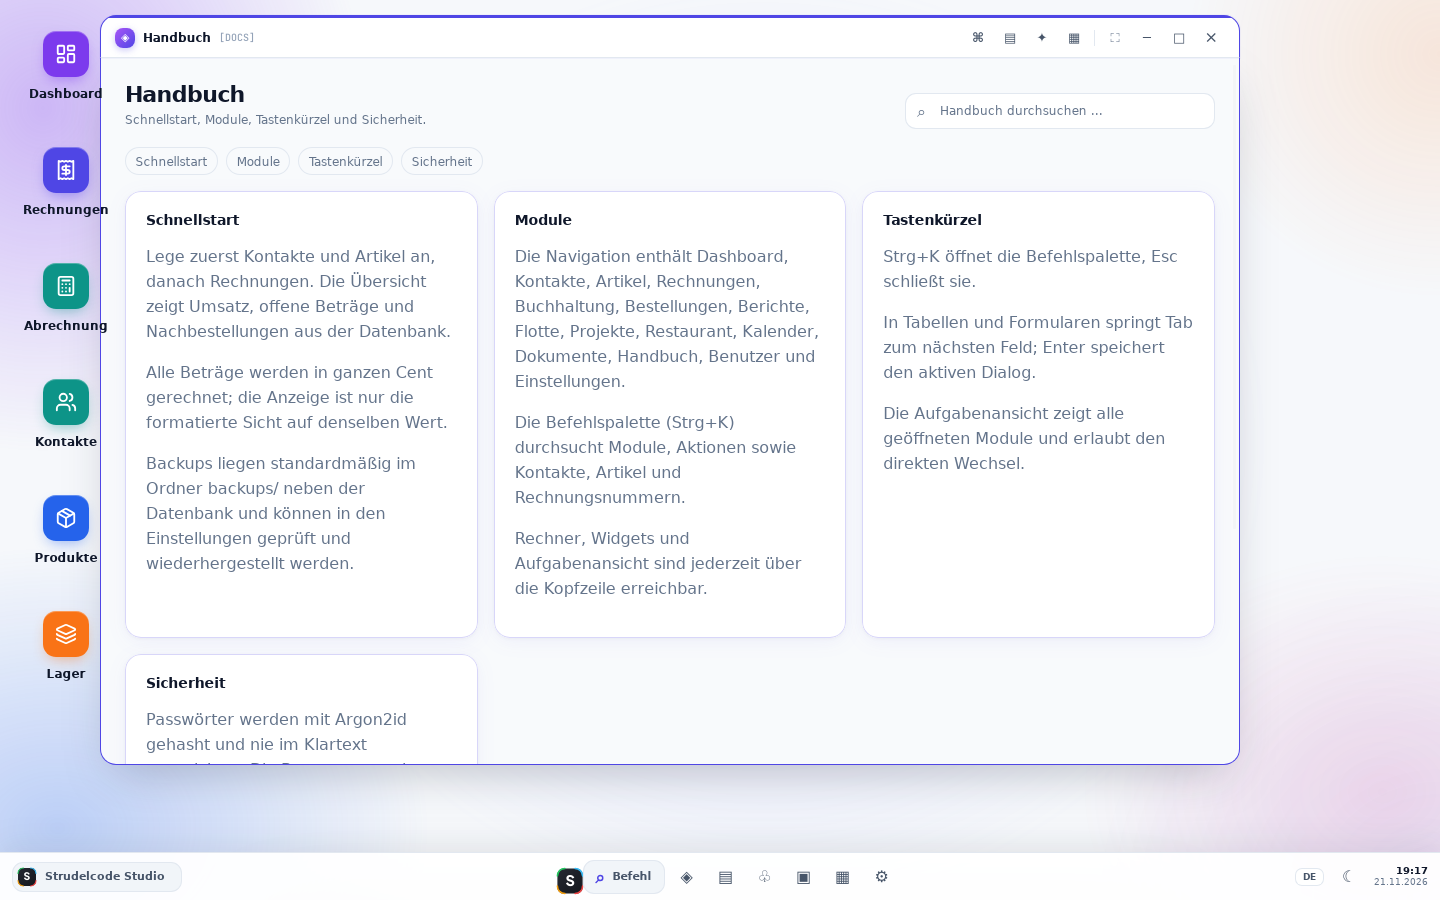 Handbuch [DOCS]
Dashboard
Rechnungen
Abrechnung
Kontakte
Produkte
Lager
Handbuch
Schnellstart, Module, Tastenkürzel und Sicherheit.
Handbuch durchsuchen ...
Schnellstart
Module
Tastenkürzel
Sicherheit
Schnellstart
Lege zuerst Kontakte und Artikel an,
danach Rechnungen. Die Übersicht
zeigt Umsatz, offene Beträge und
Nachbestellungen aus der Datenbank.
Alle Beträge werden in ganzen Cent
gerechnet; die Anzeige ist nur die
formatierte Sicht auf denselben Wert.
Backups liegen standardmäßig im
Ordner backups/ neben der
Datenbank und können in den
Einstellungen geprüft und
wiederhergestellt werden.
Module
Die Navigation enthält Dashboard,
Kontakte, Artikel, Rechnungen,
Buchhaltung, Bestellungen, Berichte,
Flotte, Projekte, Restaurant, Kalender,
Dokumente, Handbuch, Benutzer und
Einstellungen.
Die Befehlspalette (Strg+K)
durchsucht Module, Aktionen sowie
Kontakte, Artikel und
Rechnungsnummern.
Rechner, Widgets und
Aufgabenansicht sind jederzeit über
die Kopfzeile erreichbar.
Tastenkürzel
Strg+K öffnet die Befehlspalette, Esc
schließt sie.
In Tabellen und Formularen springt Tab
zum nächsten Feld; Enter speichert
den aktiven Dialog.
Die Aufgabenansicht zeigt alle
geöffneten Module und erlaubt den
direkten Wechsel.
Sicherheit
Passwörter werden mit Argon2id
gehasht und nie im Klartext
S Strudelcode Studio
S
Befehl
DE
19:17
21.11.2026